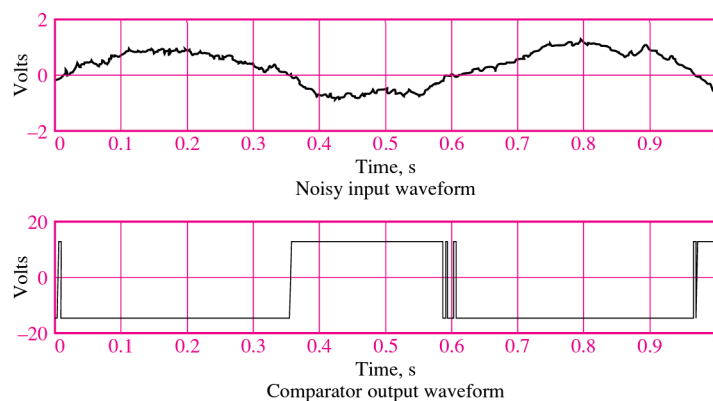 2
0
–2
Volts
0 0.1 0.2 0.3 0.4 0.5 0.6 0.7 0.8 0.9
Time, s
Noisy input waveform
20
0
–20
Volts
0 0.1 0.2 0.3 0.4 0.5 0.6 0.7 0.8 0.9
Time, s
Comparator output waveform